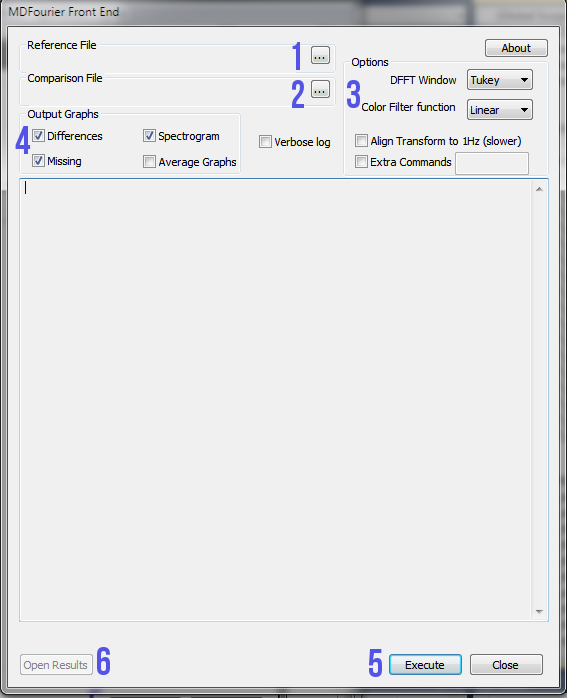 MDFourier Front End
Reference File
1 ...
About
Comparison File
2 ...
Options
3
DFFT Window Tukey
Color Filter function Linear
Align Transform to 1Hz (slower)
Extra Commands
Output Graphs
4
Differences Spectrogram
Missing Average Graphs
Verbose log
Open Results 6
5 Execute Close